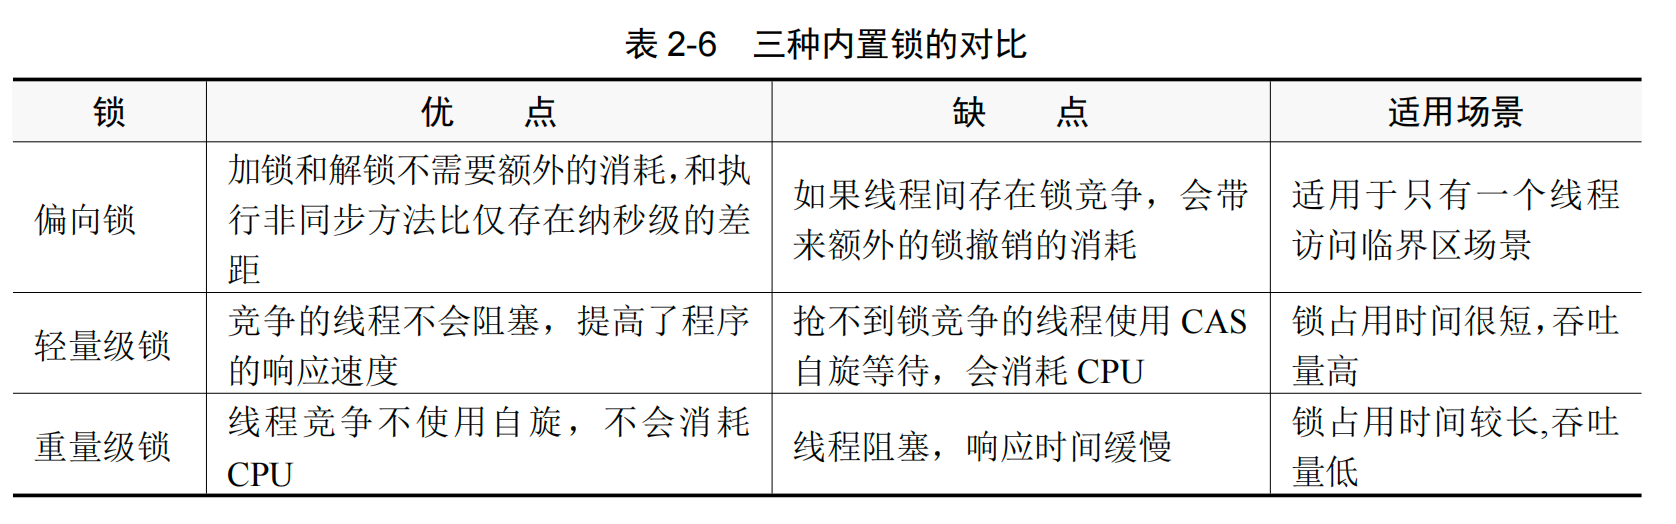 表 2-6 三种内置锁的对比
锁 优 点 缺 点 适用场景
偏向锁
加锁和解锁不需要额外的消耗，和执
行非同步方法比仅存在纳秒级的差
距
如果线程间存在锁竞争，会带
来额外的锁撤销的消耗
适用于只有一个线程
访问临界区场景
轻量级锁
竞争的线程不会阻塞，提高了程序
的响应速度
抢不到锁竞争的线程使用 CAS
自旋等待，会消耗 CPU
锁占用时间很短，吞吐
量高
重量级锁
线程竞争不使用自旋，不会消耗
CPU
线程阻塞，响应时间缓慢
锁占用时间较长,吞吐
量低